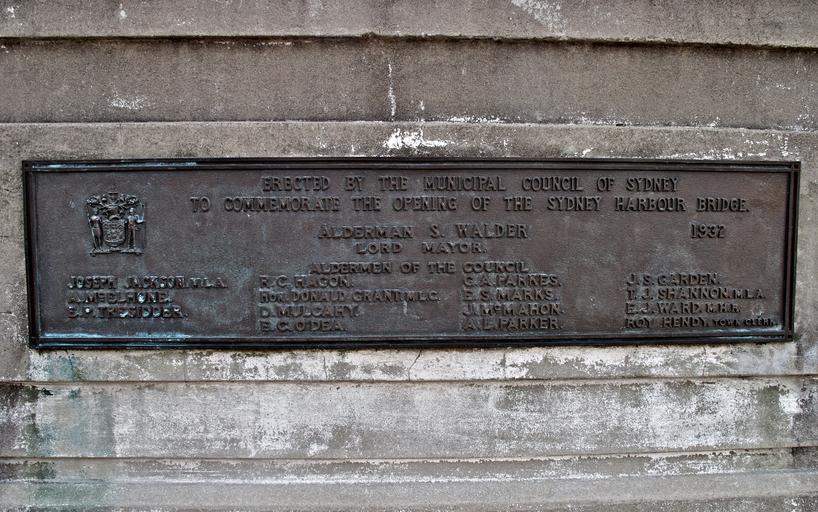 ERECTED BY THE MUNICIPAL COUNCIL OF SYDNEY
TO COMMEMORATE THE OPENING OF THE SYDNEY HARBOUR BRIDGE.
ALDERMAN S. WALDER 1932
LORD MAYOR.
ALDERMEN OF THE COUNCIL
JOSEPH JACKSON. M.L.A. R.C. HAGON. C.A. PARNES. J.S. GARDEN.
A. McELHONE. HON. DONALD GRANT. M.L.C. E.S. MARKS. T.J. SHANNON. M.L.A.
E.P. TRESIDDER. D. MULCAHY. J. McMAHON. E.J. WARD. M.H.R.
E.C. O'DEA. A.L. PARKER. ROY HENDY. TOWN CLERK.